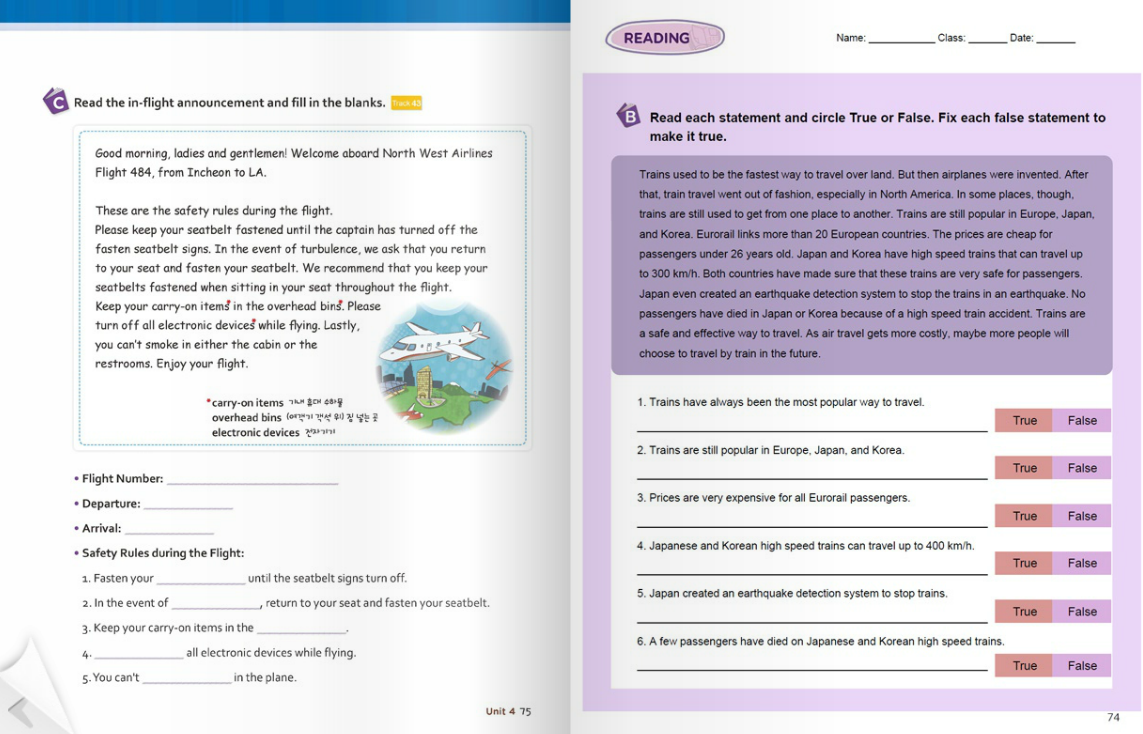 C Read the in-flight announcement and fill in the blanks. Track 43
Good morning, ladies and gentlemen! Welcome aboard North West Airlines
Flight 484, from Incheon to LA.
These are the safety rules during the flight.
Please keep your seatbelt fastened until the captain has turned off the
fasten seatbelt signs. In the event of turbulence, we ask that you return
to your seat and fasten your seatbelt. We recommend that you keep your
seatbelts fastened when sitting in your seat throughout the flight.
Keep your carry-on items* in the overhead bins*. Please
turn off all electronic devices* while flying. Lastly,
you can't smoke in either the cabin or the
restrooms. Enjoy your flight.
*carry-on items 기내 휴대 수하물
overhead bins (여객기 객석 위) 짐 넣는 곳
electronic devices 전자기기
• Flight Number: ____
• Departure: ____
• Arrival: ____
• Safety Rules during the Flight:
1. Fasten your ____ until the seatbelt signs turn off.
2. In the event of ____, return to your seat and fasten your seatbelt.
3. Keep your carry-on items in the ____.
4. ____ all electronic devices while flying.
5. You can't ____ in the plane.
Unit 4 75
READING
Name: ____ Class: ____ Date: ____
B Read each statement and circle True or False. Fix each false statement to
make it true.
Trains used to be the fastest way to travel over land. But then airplanes were invented. After
that, train travel went out of fashion, especially in North America. In some places, though,
trains are still used to get from one place to another. Trains are still popular in Europe, Japan,
and Korea. Eurorail links more than 20 European countries. The prices are cheap for
passengers under 26 years old. Japan and Korea have high speed trains that can travel up
to 300 km/h. Both countries have made sure that these trains are very safe for passengers.
Japan even created an earthquake detection system to stop the trains in an earthquake. No
passengers have died in Japan or Korea because of a high speed train accident. Trains are
a safe and effective way to travel. As air travel gets more costly, maybe more people will
choose to travel by train in the future.
1. Trains have always been the most popular way to travel.
True False
2. Trains are still popular in Europe, Japan, and Korea.
True False
3. Prices are very expensive for all Eurorail passengers.
True False
4. Japanese and Korean high speed trains can travel up to 400 km/h.
True False
5. Japan created an earthquake detection system to stop trains.
True False
6. A few passengers have died on Japanese and Korean high speed trains.
True False
74